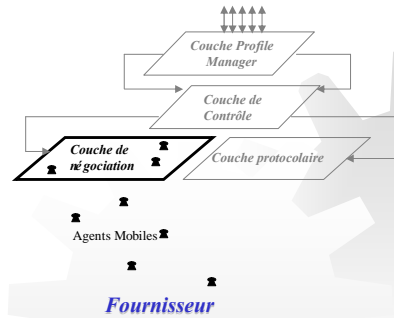 Couche Profile
Manager
Couche de
Contrôle
Couche de
négociation
Couche protocolaire
Agents Mobiles
Fournisseur